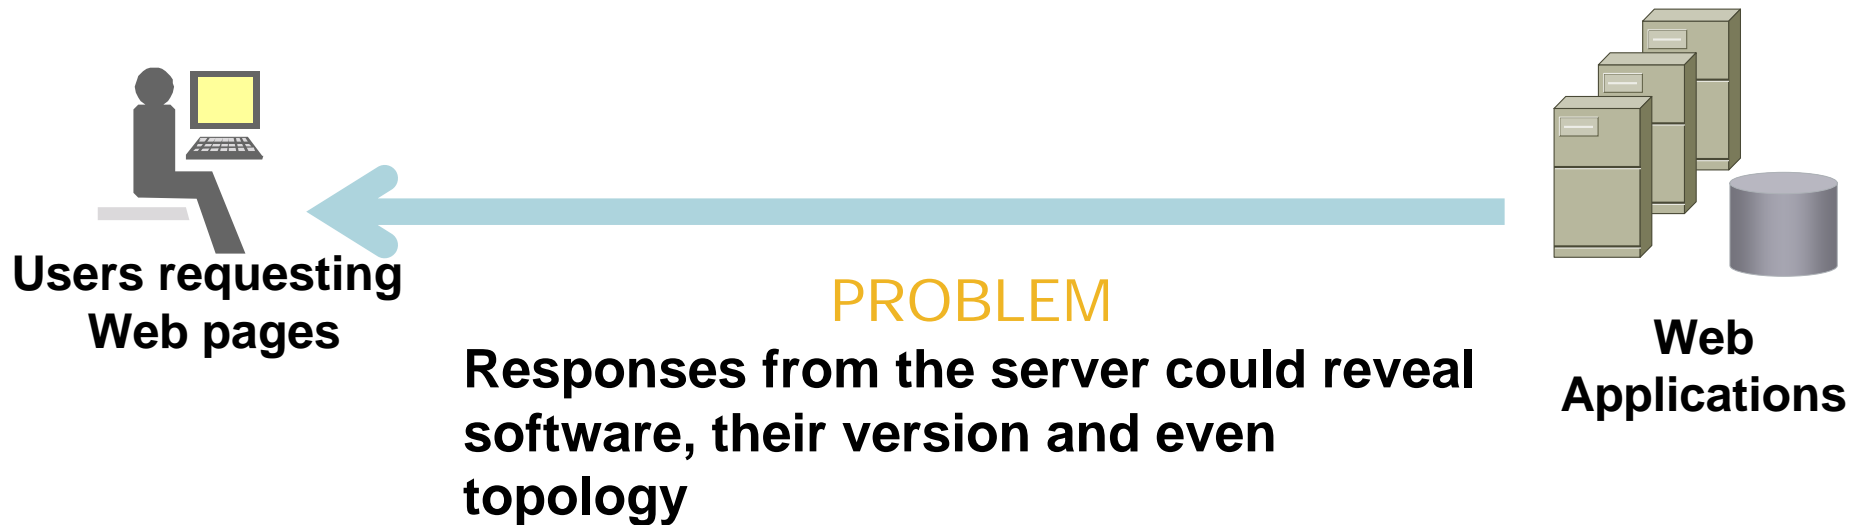 Users requesting
Web pages
PROBLEM
Responses from the server could reveal
software, their version and even
topology
Web
Applications